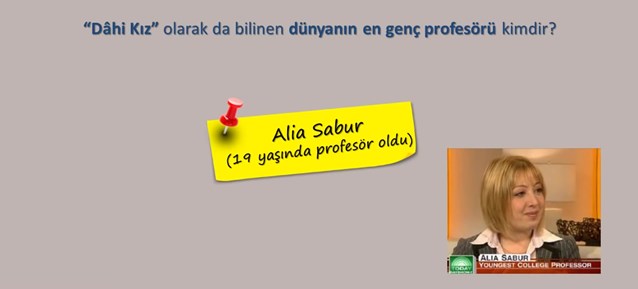 “Dâhi Kız” olarak da bilinen dünyanın en genç profesörü kimdir?
Alia Sabur
(19 yaşında profesör oldu)
ALIA SABUR
YOUNGEST COLLEGE PROFESSOR
TODAY